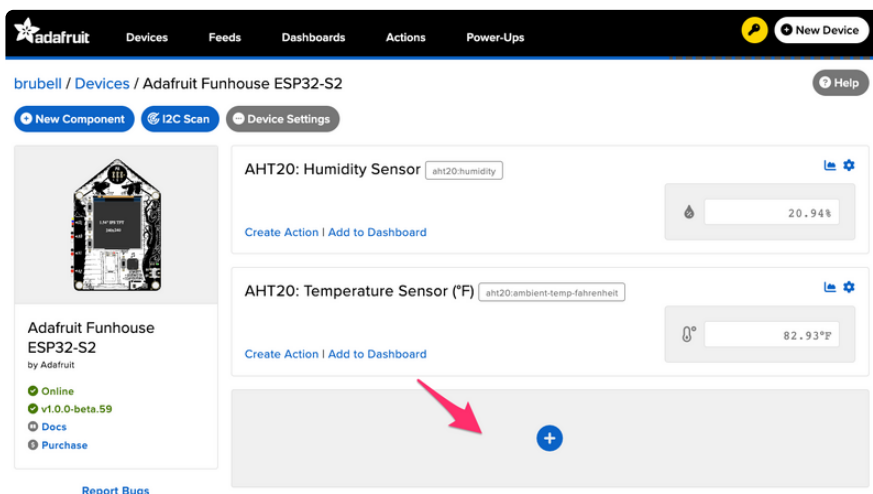 adafruit Devices Feeds Dashboards Actions Power-Ups New Device
brubell / Devices / Adafruit Funhouse ESP32-S2 Help
New Component I2C Scan Device Settings
AHT20: Humidity Sensor aht20:humidity
20.94%
Create Action | Add to Dashboard
AHT20: Temperature Sensor (°F) aht20:ambient-temp-fahrenheit
82.93°F
Create Action | Add to Dashboard
Adafruit Funhouse
ESP32-S2
by Adafruit
Online
v1.0.0-beta.59
Docs
Purchase
Report Bugs